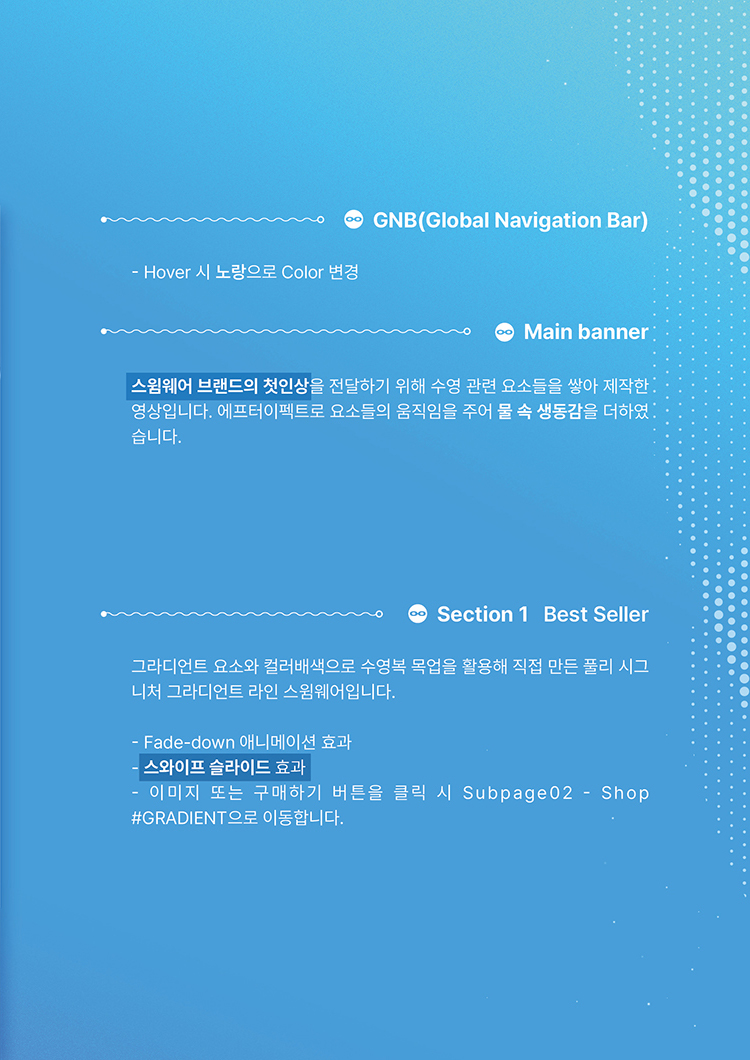 GNB(Global Navigation Bar)
- Hover 시 노랑으로 Color 변경
Main banner
스윔웨어 브랜드의 첫인상을 전달하기 위해 수영 관련 요소들을 쌓아 제작한
영상입니다. 에프터이펙트로 요소들의 움직임을 주어 물 속 생동감을 더하였
습니다.
Section 1 Best Seller
그라디언트 요소와 컬러배색으로 수영복 목업을 활용해 직접 만든 풀리 시그
니처 그라디언트 라인 스윔웨어입니다.
- Fade-down 애니메이션 효과
- 스와이프 슬라이드 효과
- 이미지 또는 구매하기 버튼을 클릭 시 Subpage02 - Shop
#GRADIENT으로 이동합니다.